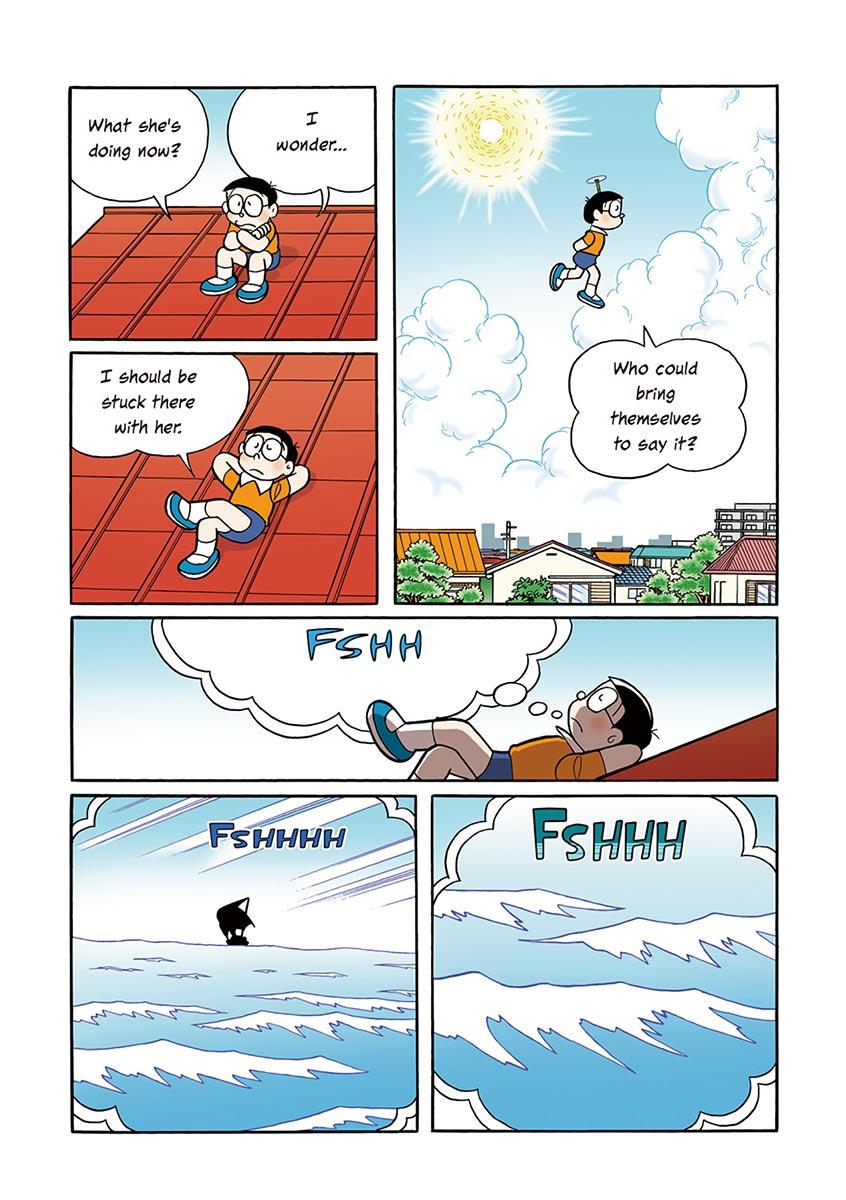 Who could
bring
themselves
to say it?
I
wonder...
What she's
doing now?
I should be
stuck there
with her.
FSHH
FSHHH
FSHHHH